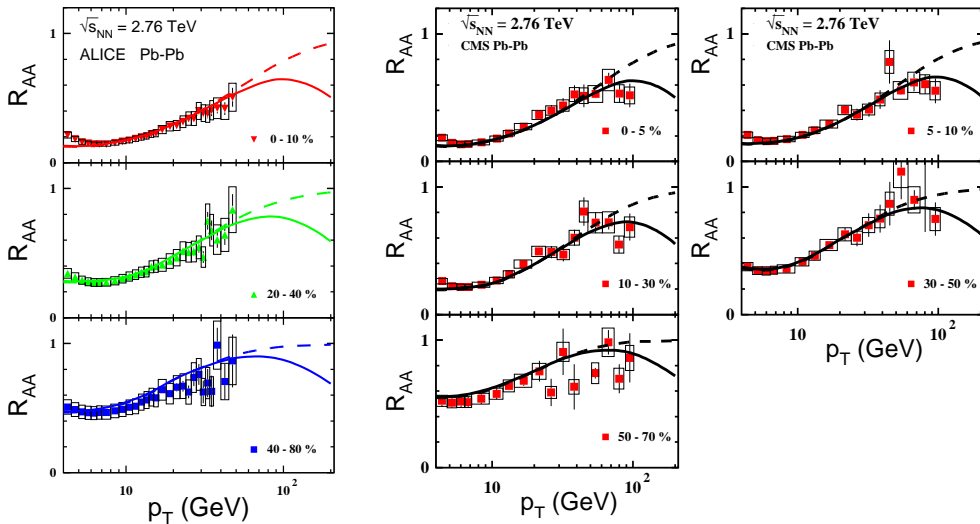 √s̅NN = 2.76 TeV
ALICE Pb-Pb
RAA
1
0
0 - 10 %
RAA
1
0
20 - 40 %
RAA
1
0
40 - 80 %
10
10²
pT (GeV)
√s̅NN = 2.76 TeV
CMS Pb-Pb
RAA
1
0
0 - 5 %
RAA
1
0
10 - 30 %
RAA
1
0
50 - 70 %
10
10²
pT (GeV)
√s̅NN = 2.76 TeV
CMS Pb-Pb
RAA
1
0
5 - 10 %
RAA
1
0
30 - 50 %
10
10²
pT (GeV)